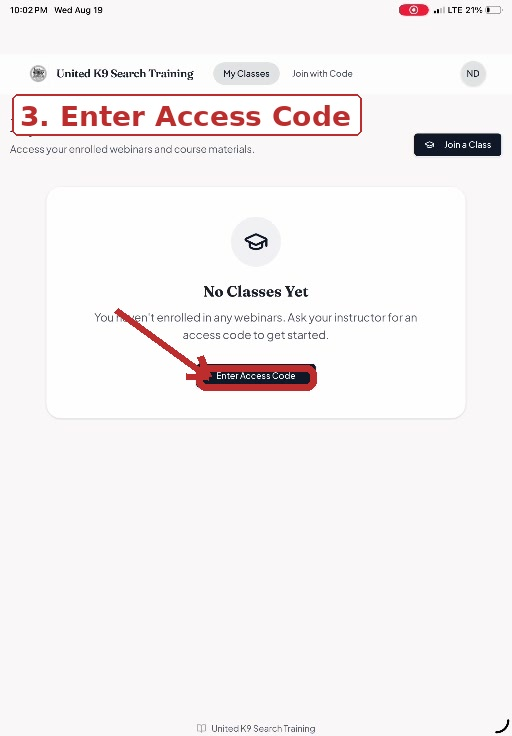 10:02 PM Wed Aug 19
LTE 21%
United K9 Search Training
My Classes
Join with Code
ND
3. Enter Access Code
Access your enrolled webinars and course materials.
Join a Class
No Classes Yet
You haven't enrolled in any webinars. Ask your instructor for an
access code to get started.
Enter Access Code
United K9 Search Training